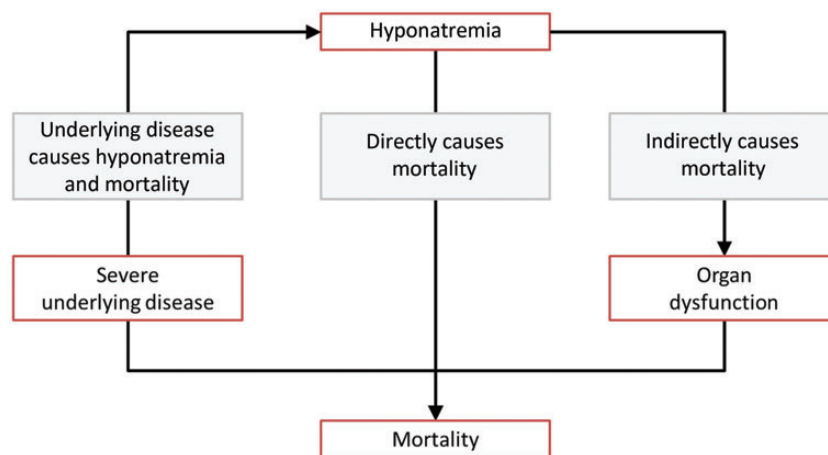 Hyponatremia
Underlying disease
causes hyponatremia
and mortality
Directly causes
mortality
Indirectly causes
mortality
Severe
underlying disease
Organ
dysfunction
Mortality